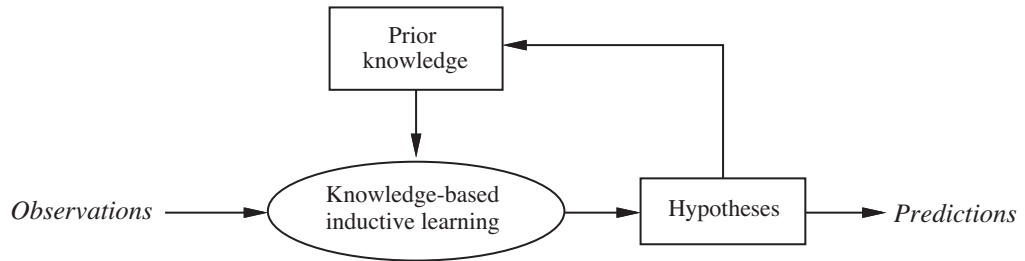 Prior
knowledge
Observations
Knowledge-based
inductive learning
Hypotheses
Predictions